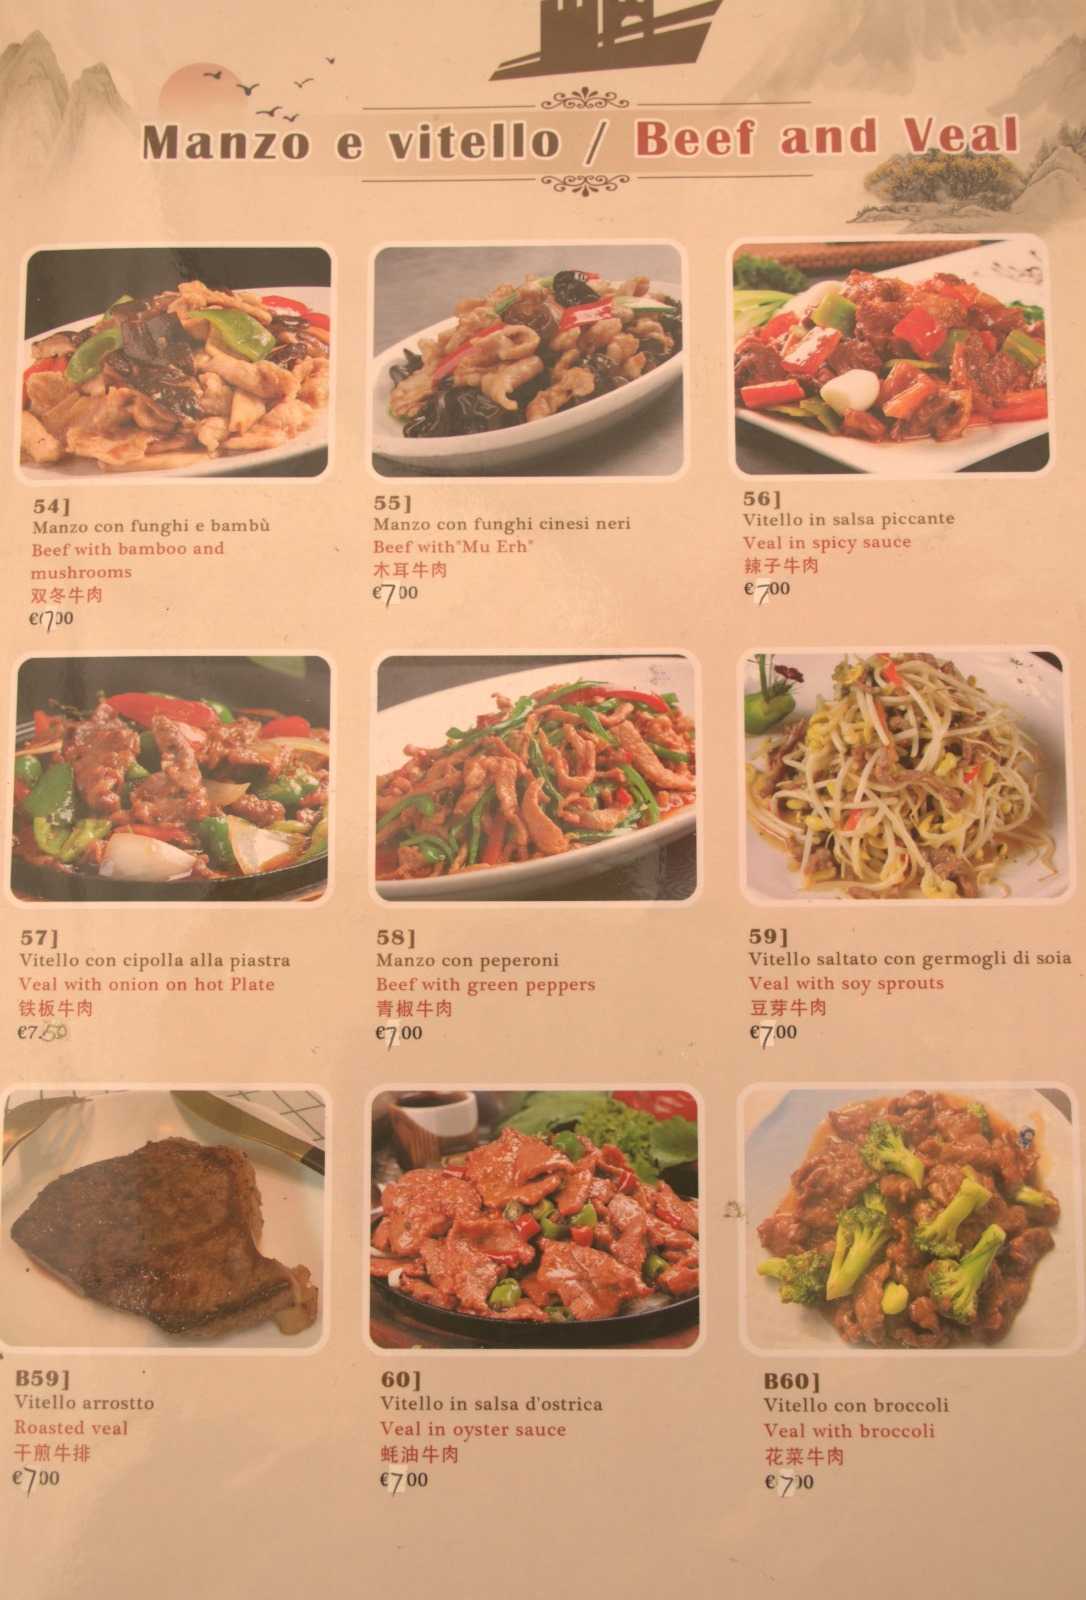 Manzo e vitello / Beef and Veal
54]
Manzo con funghi e bambù
Beef with bamboo and
mushrooms
双冬牛肉
€7.00
55]
Manzo con funghi cinesi neri
Beef with"Mu Erh"
木耳牛肉
€7.00
56]
Vitello in salsa piccante
Veal in spicy sauce
辣子牛肉
€7.00
57]
Vitello con cipolla alla piastra
Veal with onion on hot Plate
铁板牛肉
€7.50
58]
Manzo con peperoni
Beef with green peppers
青椒牛肉
€7.00
59]
Vitello saltato con germogli di soia
Veal with soy sprouts
豆芽牛肉
€7.00
B59]
Vitello arrostto
Roasted veal
干煎牛排
€7.00
60]
Vitello in salsa d'ostrica
Veal in oyster sauce
蚝油牛肉
€7.00
B60]
Vitello con broccoli
Veal with broccoli
花菜牛肉
€7.00